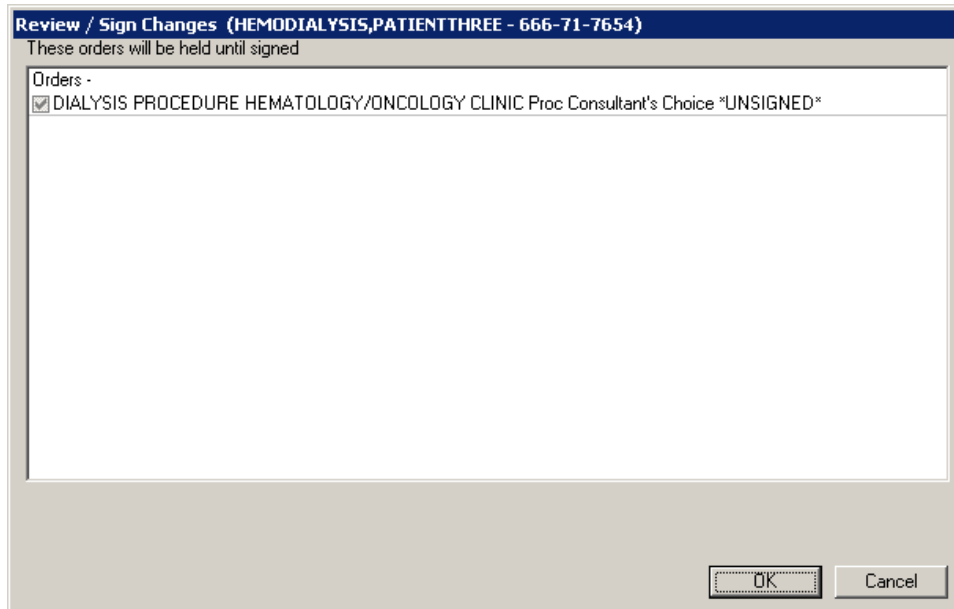 Review / Sign Changes (HEMODIALYSIS,PATIENTTHREE - 666-71-7654)
These orders will be held until signed
Orders -
DIALYSIS PROCEDURE HEMATOLOGY/ONCOLOGY CLINIC Proc Consultant's Choice *UNSIGNED*
OK Cancel